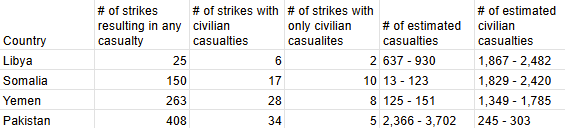 Country # of strikes resulting in any casualty # of strikes with civilian casualties # of strikes with only civilian casualites # of estimated casualties # of estimated civilian casualties
Libya 25 6 2 637 - 930 1,867 - 2,482
Somalia 150 17 10 13 - 123 1,829 - 2,420
Yemen 263 28 8 125 - 151 1,349 - 1,785
Pakistan 408 34 5 2,366 - 3,702 245 - 303